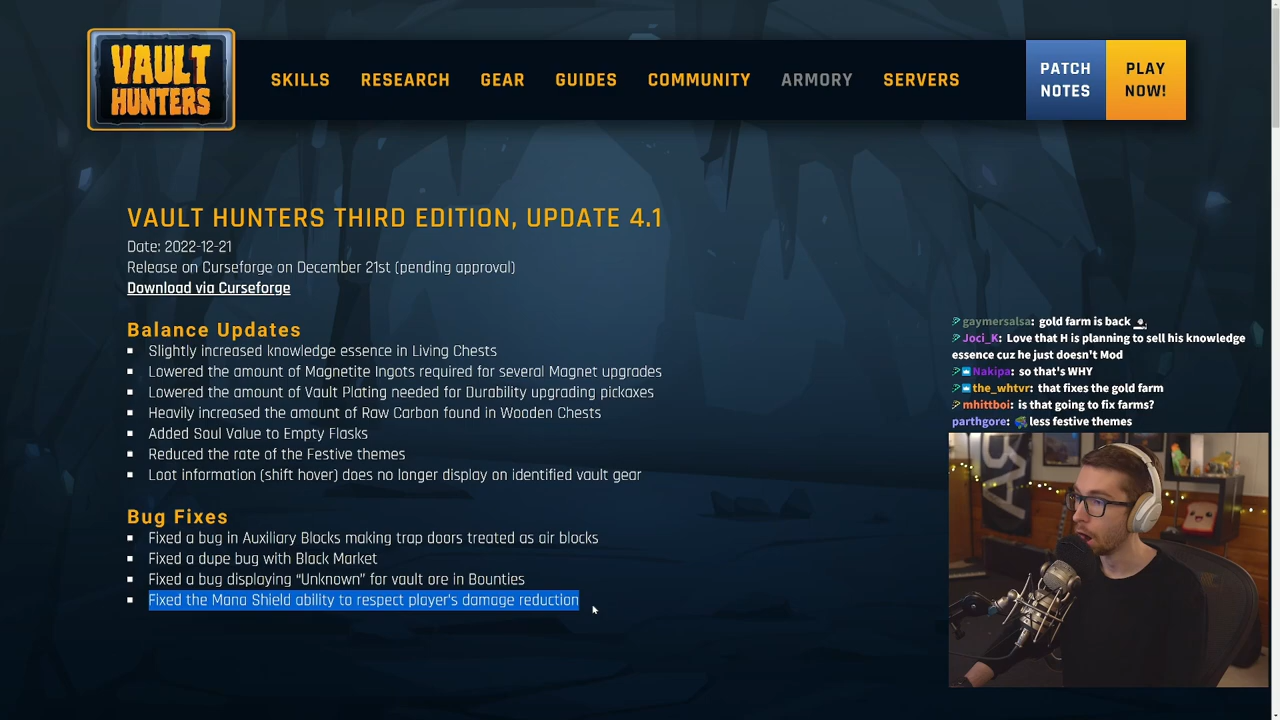 VAULT
HUNTERS
SKILLS RESEARCH GEAR GUIDES COMMUNITY ARMORY SERVERS
PATCH
NOTES
PLAY
NOW!
VAULT HUNTERS THIRD EDITION, UPDATE 4.1
Date: 2022-12-21
Release on Curseforge on December 21st (pending approval)
Download via Curseforge
Balance Updates
Slightly increased knowledge essence in Living Chests
Lowered the amount of Magnetite Ingots required for several Magnet upgrades
Lowered the amount of Vault Plating needed for Durability upgrading pickaxes
Heavily increased the amount of Raw Carbon found in Wooden Chests
Added Soul Value to Empty Flasks
Reduced the rate of the Festive themes
Loot information (shift hover) does no longer display on identified vault gear
Bug Fixes
Fixed a bug in Auxiliary Blocks making trap doors treated as air blocks
Fixed a dupe bug with Black Market
Fixed a bug displaying “Unknown” for vault ore in Bounties
Fixed the Mana Shield ability to respect player's damage reduction
gaymersalsa: gold farm is back
Joci_K: Love that H is planning to sell his knowledge
essence cuz he just doesn't Mod
Nakipa: so that's WHY
the_whtvr: that fixes the gold farm
mhittboi: is that going to fix farms?
parthgore: less festive themes